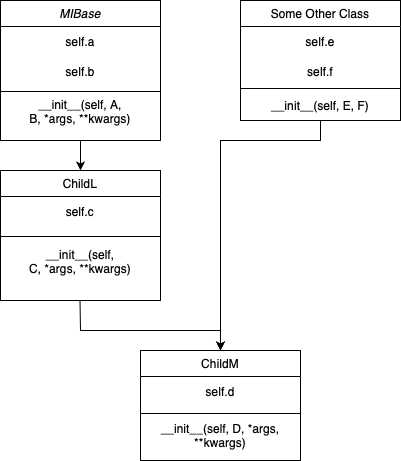 MIBase
self.a
self.b
__init__(self, A,
B, *args, **kwargs)
Some Other Class
self.e
self.f
__init__(self, E, F)
ChildL
self.c
__init__(self,
C, *args, **kwargs)
ChildM
self.d
__init__(self, D, *args,
**kwargs)